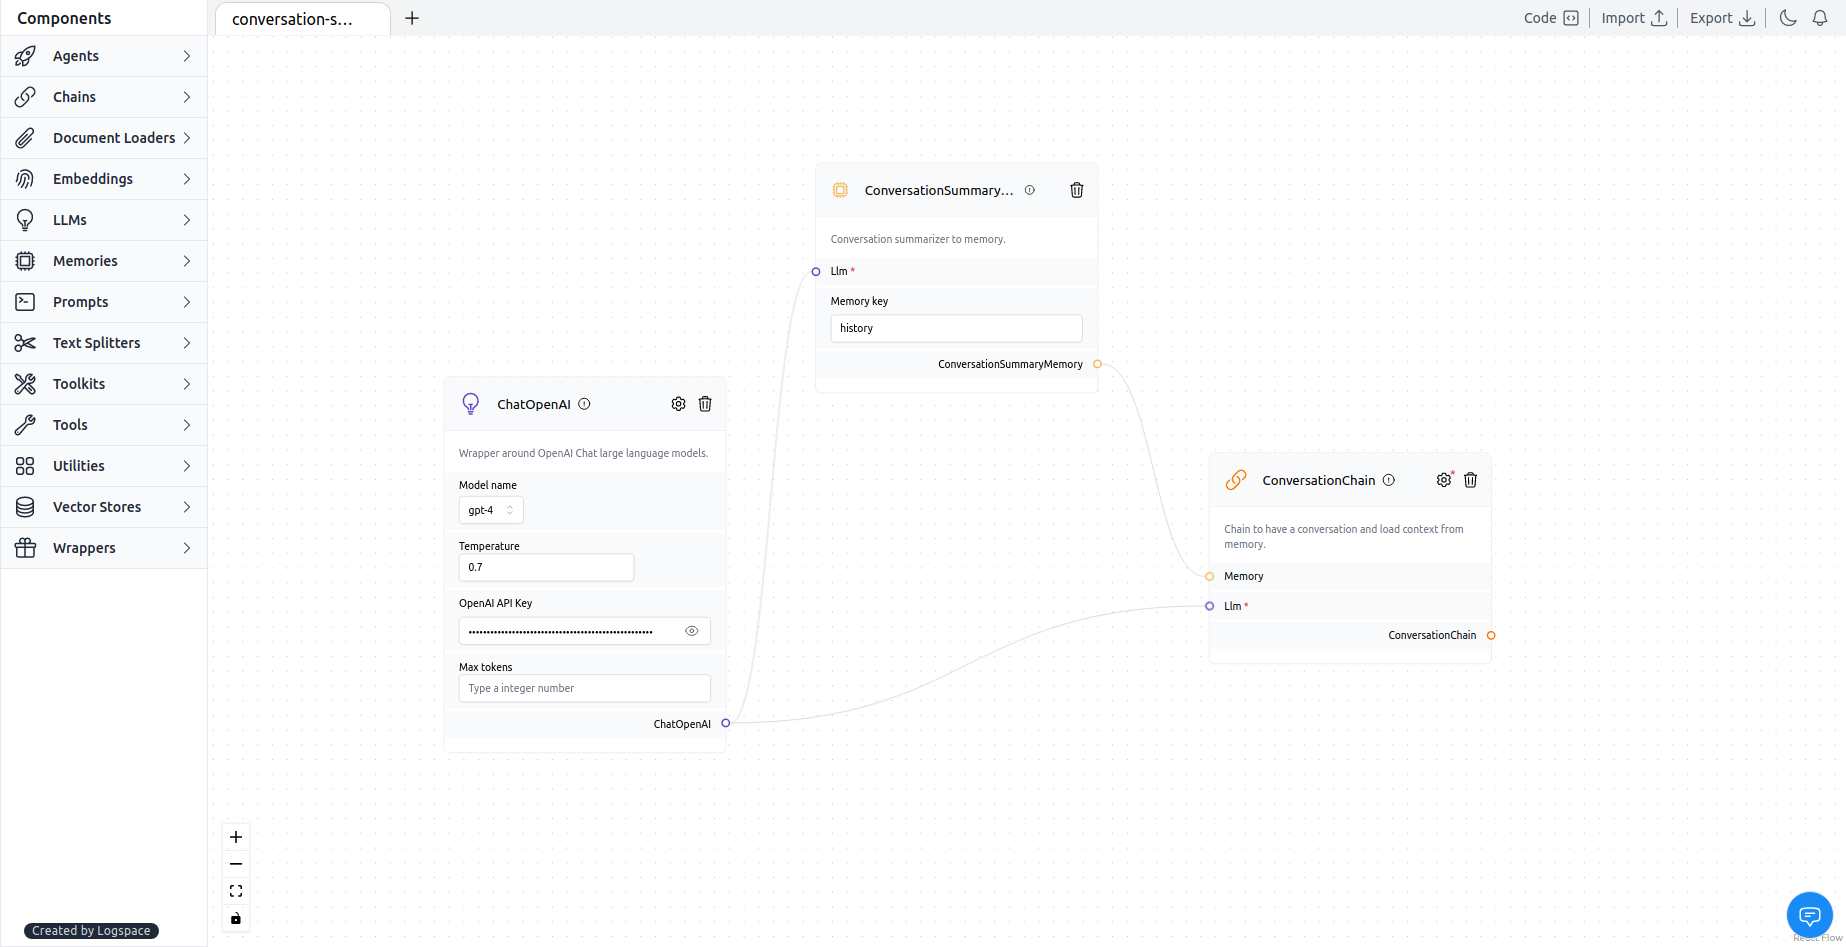 Components
conversation-s...
Code
Import
Export
Agents
Chains
Document Loaders
Embeddings
LLMs
Memories
Prompts
Text Splitters
Toolkits
Tools
Utilities
Vector Stores
Wrappers
Created by Logspace
ConversationSummary...
Conversation summarizer to memory.
Llm *
Memory key
history
ConversationSummaryMemory
ChatOpenAI
Wrapper around OpenAI Chat large language models.
Model name
gpt-4
Temperature
0.7
OpenAI API Key
Max tokens
Type a integer number
ChatOpenAI
ConversationChain
Chain to have a conversation and load context from
memory.
Memory
Llm *
ConversationChain
React Flow